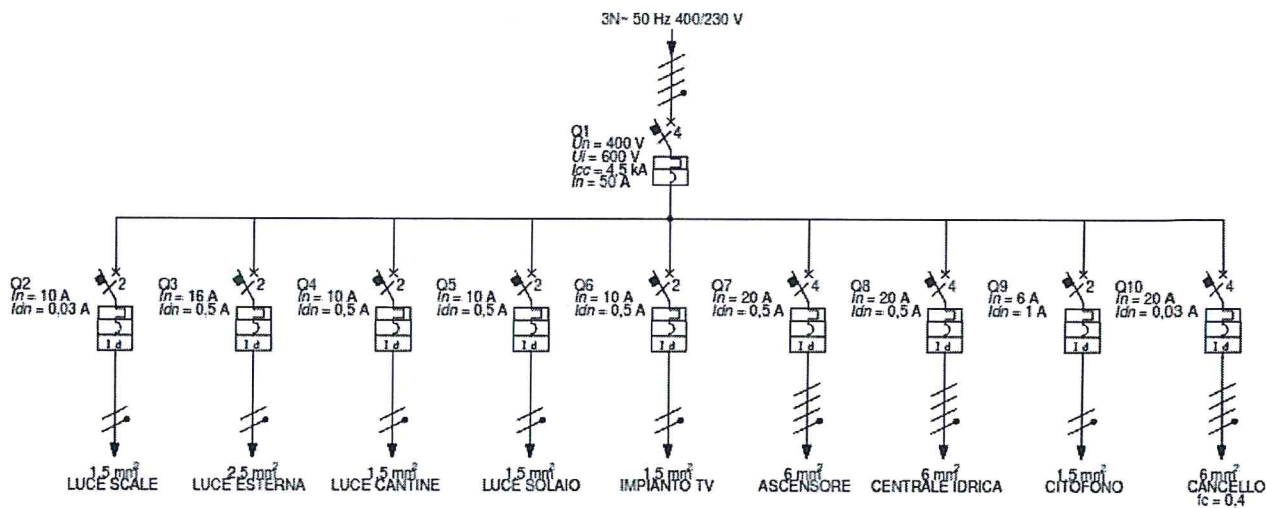 3N~ 50 Hz 400/230 V
Q1
4
Un = 400 V
Ui = 600 V
Icc = 4,5 kA
In = 50 A
Q2
2
In = 10 A
Idn = 0,03 A
Q3
2
In = 16 A
Idn = 0,5 A
Q4
2
In = 10 A
Idn = 0,5 A
Q5
2
In = 10 A
Idn = 0,5 A
Q6
2
In = 10 A
Idn = 0,5 A
Q7
4
In = 20 A
Idn = 0,5 A
Q8
4
In = 20 A
Idn = 0,5 A
Q9
2
In = 6 A
Idn = 1 A
Q10
4
In = 20 A
Idn = 0,03 A
1,5 mm²
LUCE SCALE
2,5 mm²
LUCE ESTERNA
1,5 mm²
LUCE CANTINE
1,5 mm²
LUCE SOLAIO
1,5 mm²
IMPIANTO TV
6 mm²
ASCENSORE
6 mm²
CENTRALE IDRICA
1,5 mm²
CITOFONO
6 mm²
CANCELLO
fc = 0,4